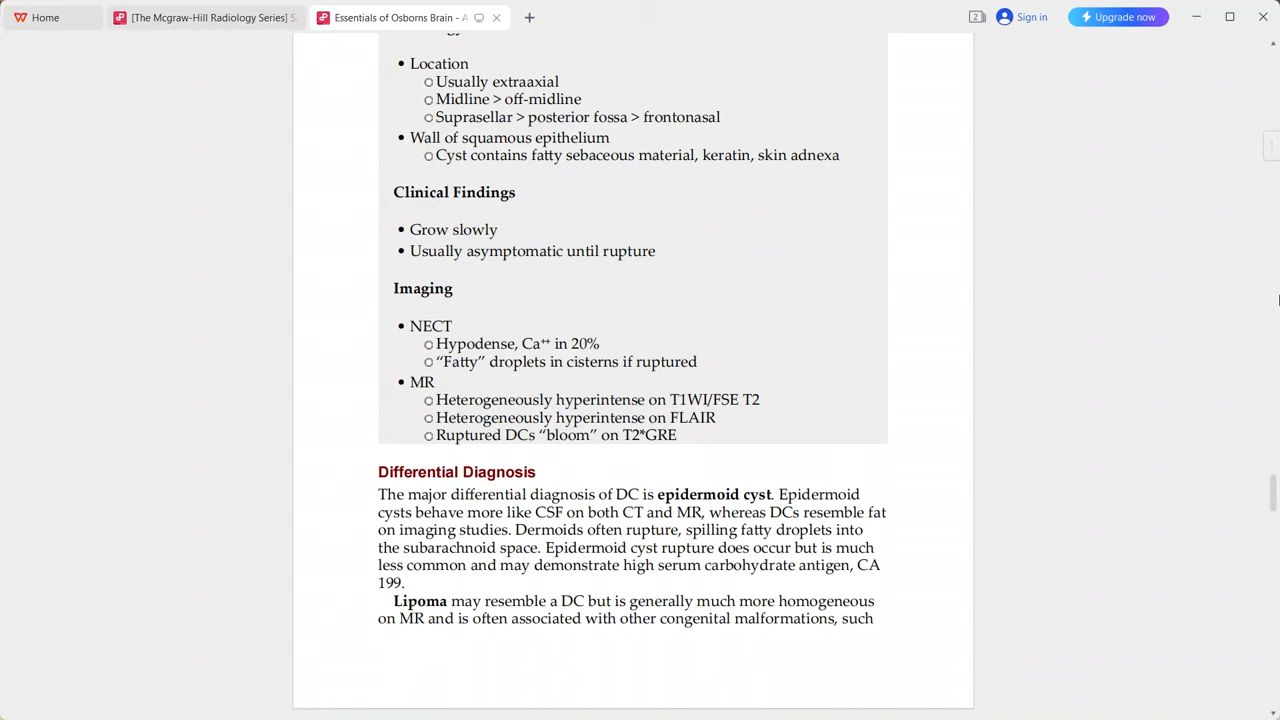 Home
[The Mcgraw-Hill Radiology Series] S
Essentials of Osborns Brain - A
2
Sign in
Upgrade now
• Location
○ Usually extraaxial
○ Midline > off-midline
○ Suprasellar > posterior fossa > frontonasal
• Wall of squamous epithelium
○ Cyst contains fatty sebaceous material, keratin, skin adnexa
Clinical Findings
• Grow slowly
• Usually asymptomatic until rupture
Imaging
• NECT
○ Hypodense, Ca⁺⁺ in 20%
○ “Fatty” droplets in cisterns if ruptured
• MR
○ Heterogeneously hyperintense on T1WI/FSE T2
○ Heterogeneously hyperintense on FLAIR
○ Ruptured DCs “bloom” on T2*GRE
Differential Diagnosis
The major differential diagnosis of DC is epidermoid cyst. Epidermoid
cysts behave more like CSF on both CT and MR, whereas DCs resemble fat
on imaging studies. Dermoids often rupture, spilling fatty droplets into
the subarachnoid space. Epidermoid cyst rupture does occur but is much
less common and may demonstrate high serum carbohydrate antigen, CA
199.
Lipoma may resemble a DC but is generally much more homogeneous
on MR and is often associated with other congenital malformations, such